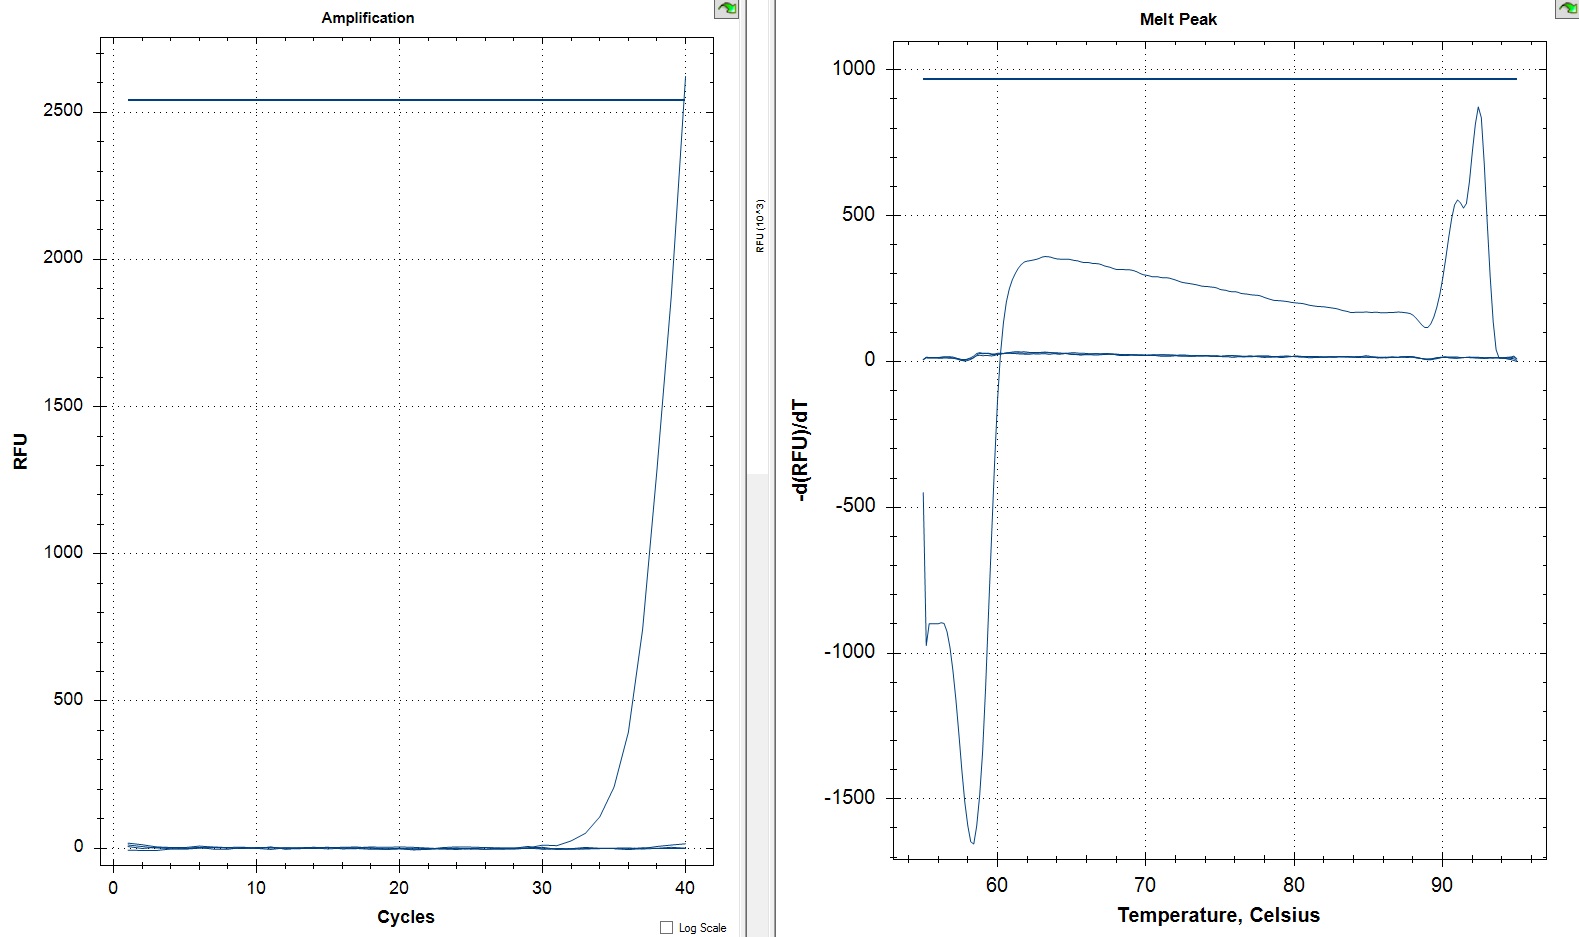 Amplification
2500
2000
1500
1000
500
0
RFU
0 10 20 30 40
Cycles
Log Scale
RFU (10^3)
Melt Peak
1000
500
0
-500
-1000
-1500
-d(RFU)/dT
60 70 80 90
Temperature, Celsius